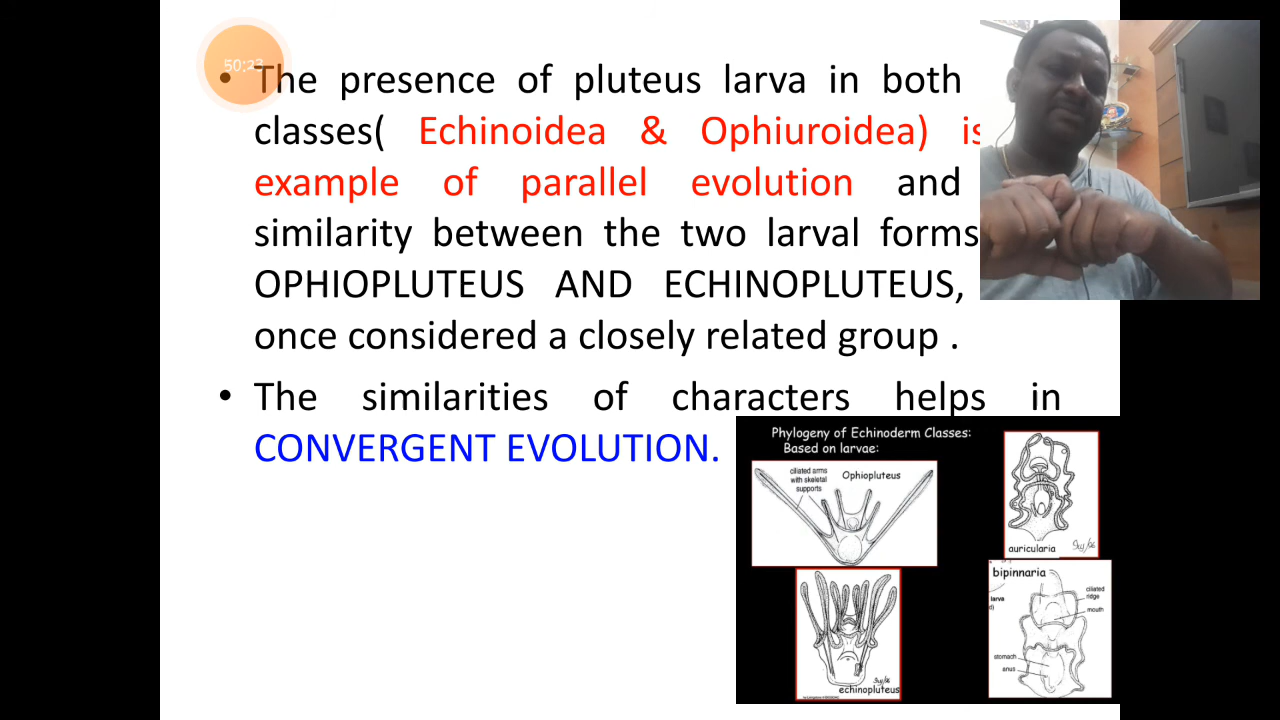 50:23
• The presence of pluteus larva in both
classes( Echinoidea & Ophiuroidea) is
example of parallel evolution and
similarity between the two larval forms
OPHIOPLUTEUS AND ECHINOPLUTEUS,
once considered a closely related group .
• The similarities of characters helps in
CONVERGENT EVOLUTION.
Phylogeny of Echinoderm Classes:
Based on larvae:
ciliated arms
with skeletal
supports
Ophiopluteus
auricularia
echinopluteus
bipinnaria
larva
ciliated
ridge
mouth
stomach
anus